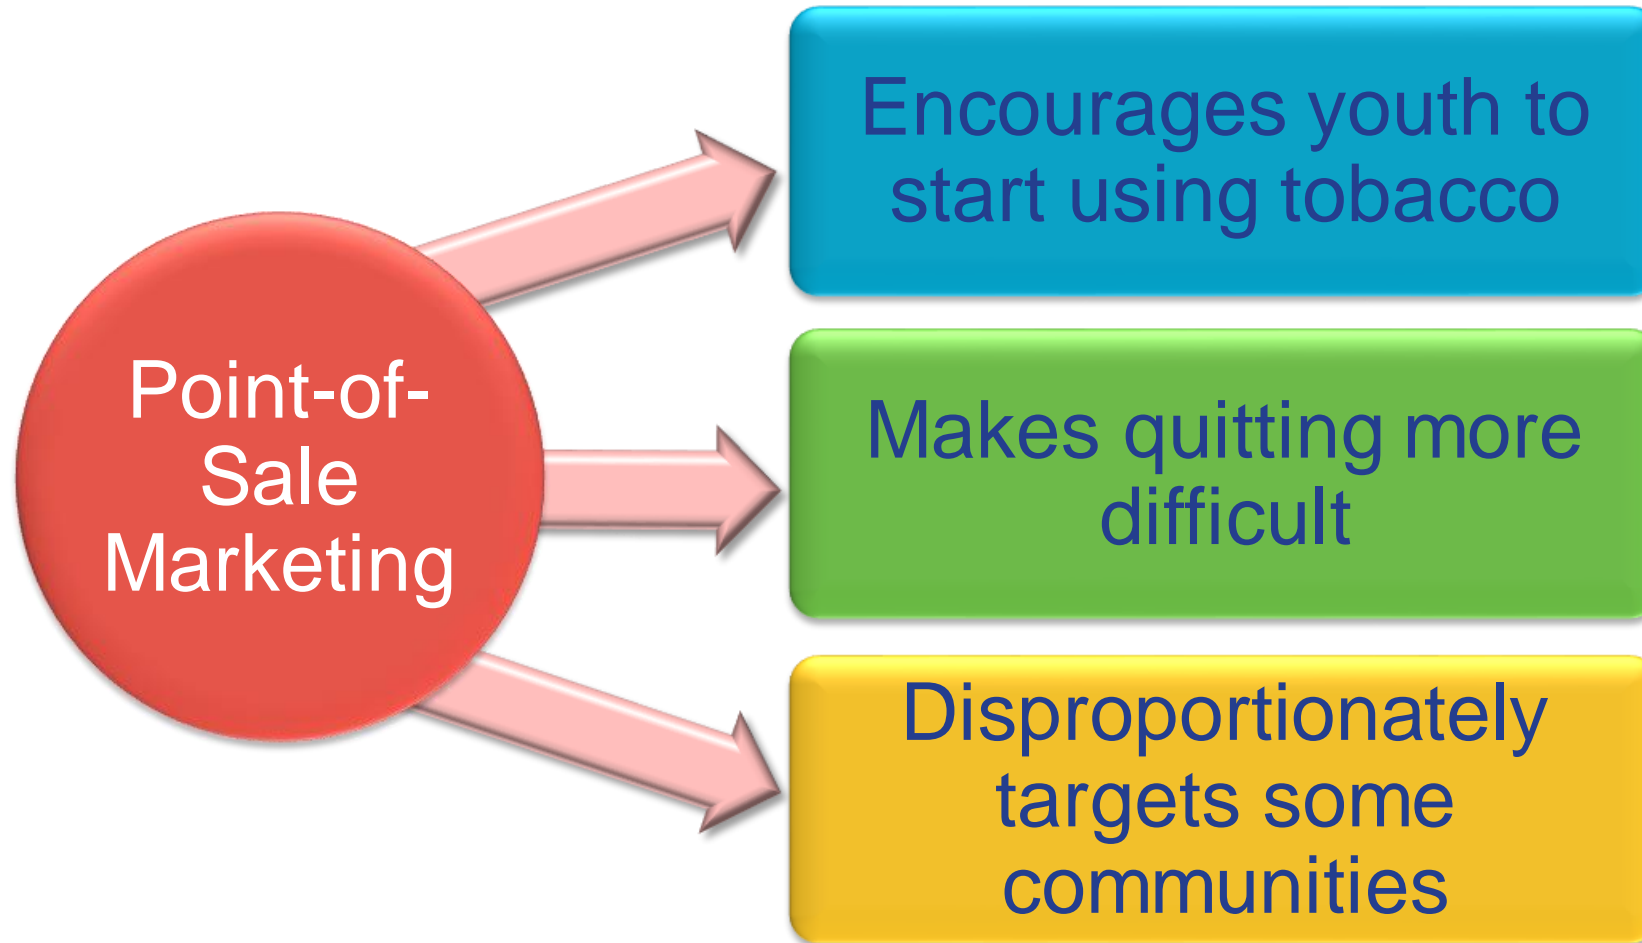 Point-of-
Sale
Marketing
Encourages youth to
start using tobacco
Makes quitting more
difficult
Disproportionately
targets some
communities